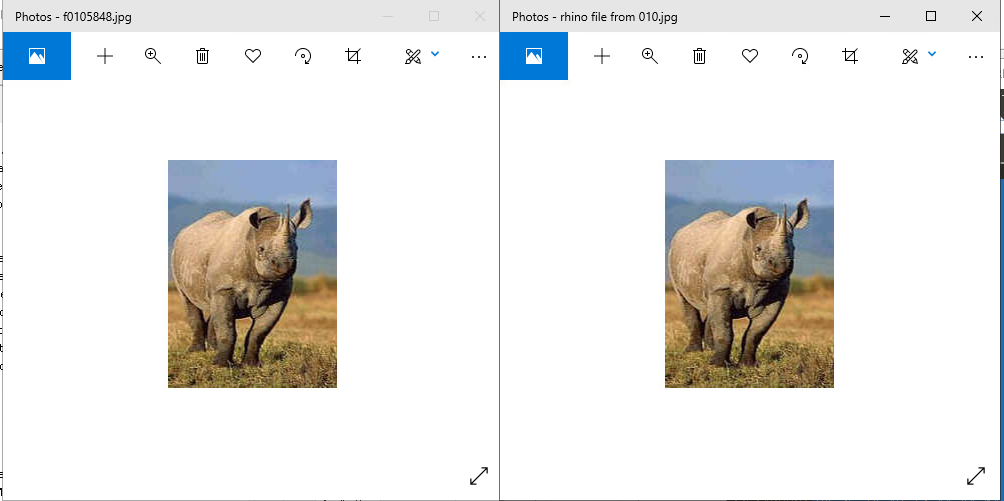 Photos - f0105848.jpg
Photos - rhino file from 010.jpg